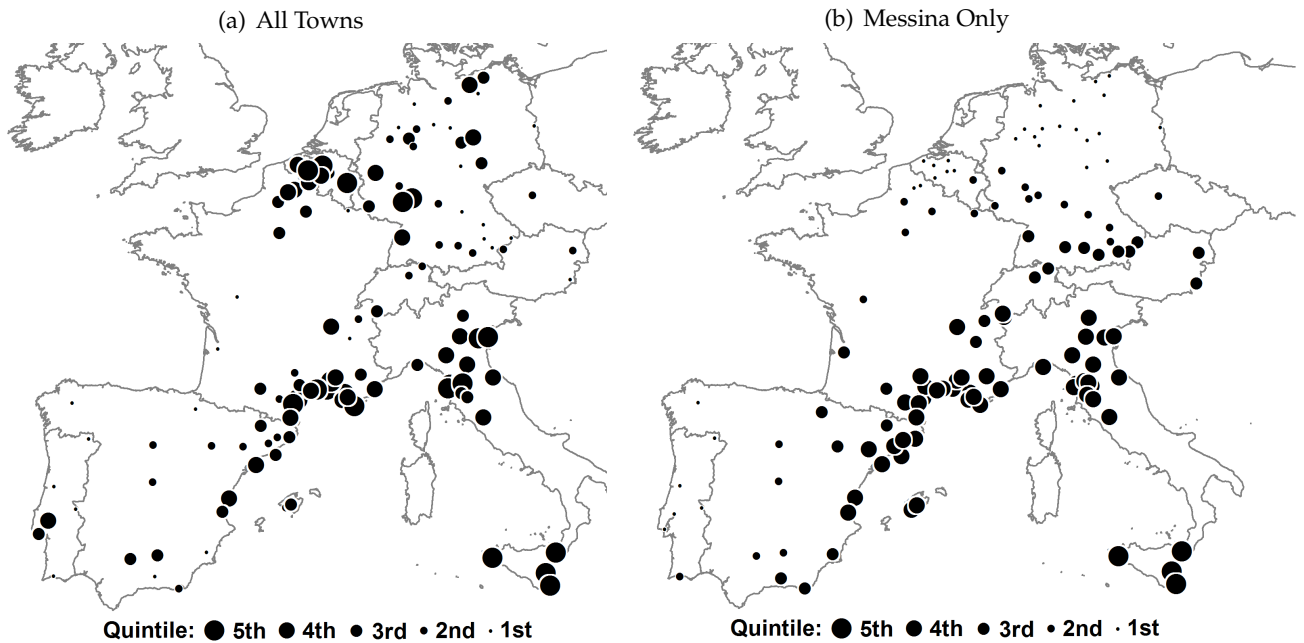 (a) All Towns
(b) Messina Only
Quintile: 5th 4th 3rd 2nd 1st
Quintile: 5th 4th 3rd 2nd 1st